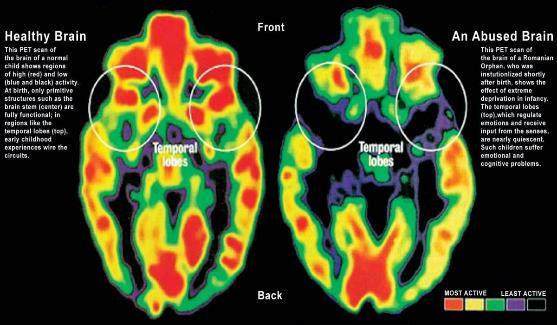 Healthy Brain
This PET scan of
the brain of a normal
child shows regions
of high (red) and low
(blue and black) activity.
At birth, only primitive
structures such as the
brain stem (center) are
fully functional; in
regions like the
temporal lobes (top),
early childhood
experiences wire the
circuits.
Front
Temporal
lobes
Back
An Abused Brain
This PET scan of
the brain of a Romanian
Orphan, who was
institutionized shortly
after birth, shows the
effect of extreme
deprivation in infancy.
The temporal lobes
(top),which regulate
emotions and receive
input from the senses,
are nearly quiescent.
Such children suffer
emotional and
cognitive problems.
Temporal
lobes
MOST ACTIVE LEAST ACTIVE